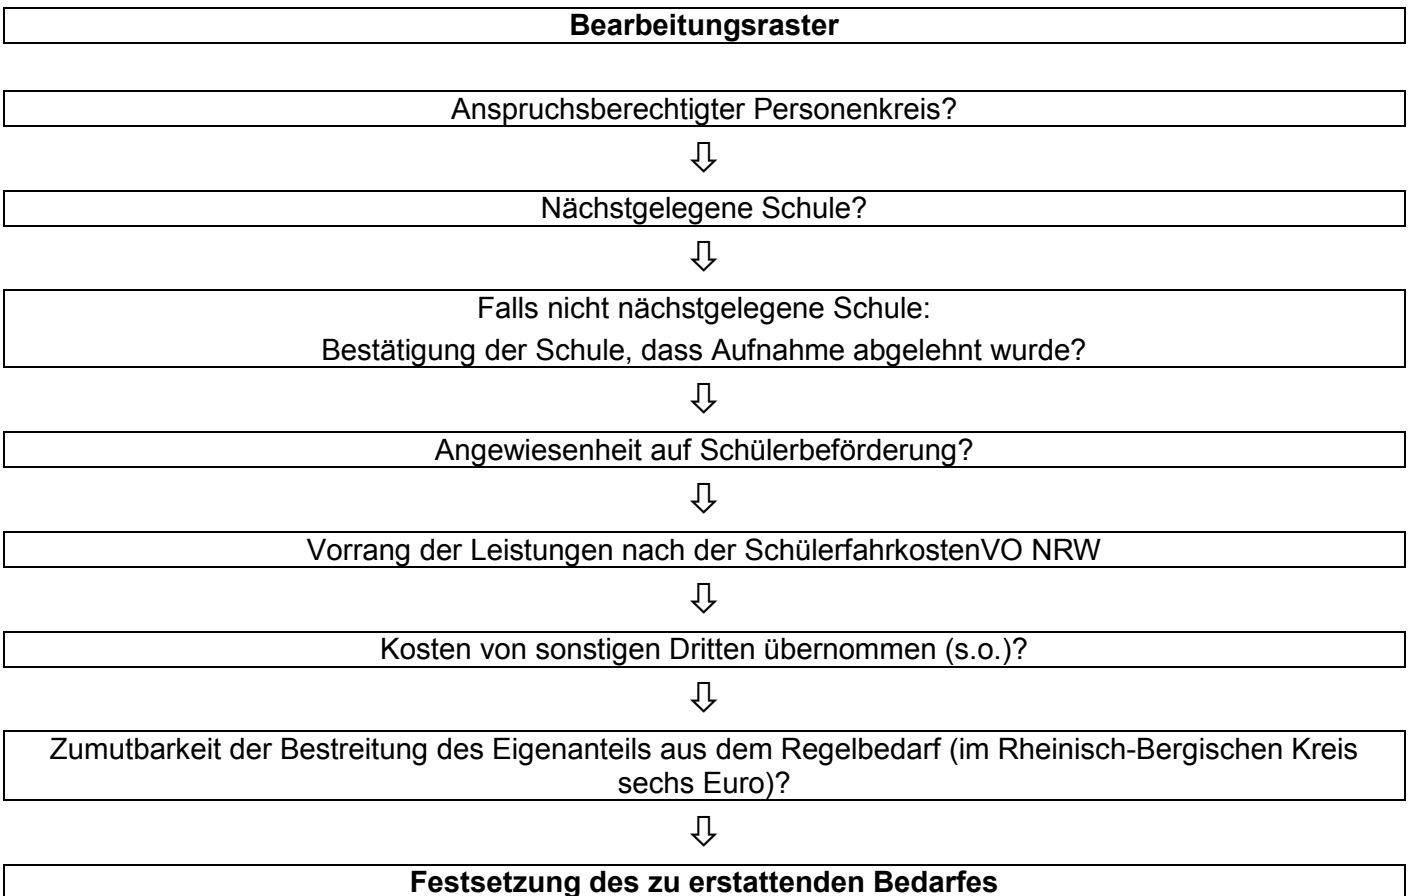 Bearbeitungsraster
Anspruchsberechtigter Personenkreis?
Nächstgelegene Schule?
Falls nicht nächstgelegene Schule:
Bestätigung der Schule, dass Aufnahme abgelehnt wurde?
Angewiesenheit auf Schülerbeförderung?
Vorrang der Leistungen nach der SchülerfahrkostenVO NRW
Kosten von sonstigen Dritten übernommen (s.o.)?
Zumutbarkeit der Bestreitung des Eigenanteils aus dem Regelbedarf (im Rheinisch-Bergischen Kreis
sechs Euro)?
Festsetzung des zu erstattenden Bedarfes